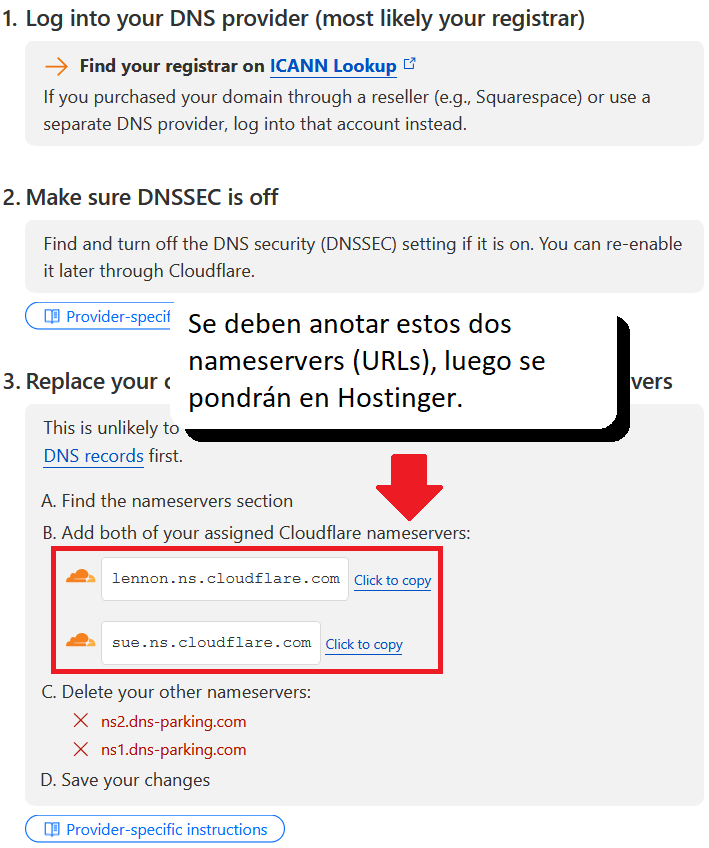 1. Log into your DNS provider (most likely your registrar)
Find your registrar on ICANN Lookup
If you purchased your domain through a reseller (e.g., Squarespace) or use a
separate DNS provider, log into that account instead.
2. Make sure DNSSEC is off
Find and turn off the DNS security (DNSSEC) setting if it is on. You can re-enable
it later through Cloudflare.
Provider-specif
Se deben anotar estos dos
nameservers (URLs), luego se
pondrán en Hostinger.
3. Replace your
This is unlikely to
DNS records first.
A. Find the nameservers section
B. Add both of your assigned Cloudflare nameservers:
lennon.ns.cloudflare.com Click to copy
sue.ns.cloudflare.com Click to copy
C. Delete your other nameservers:
ns2.dns-parking.com
ns1.dns-parking.com
D. Save your changes
Provider-specific instructions